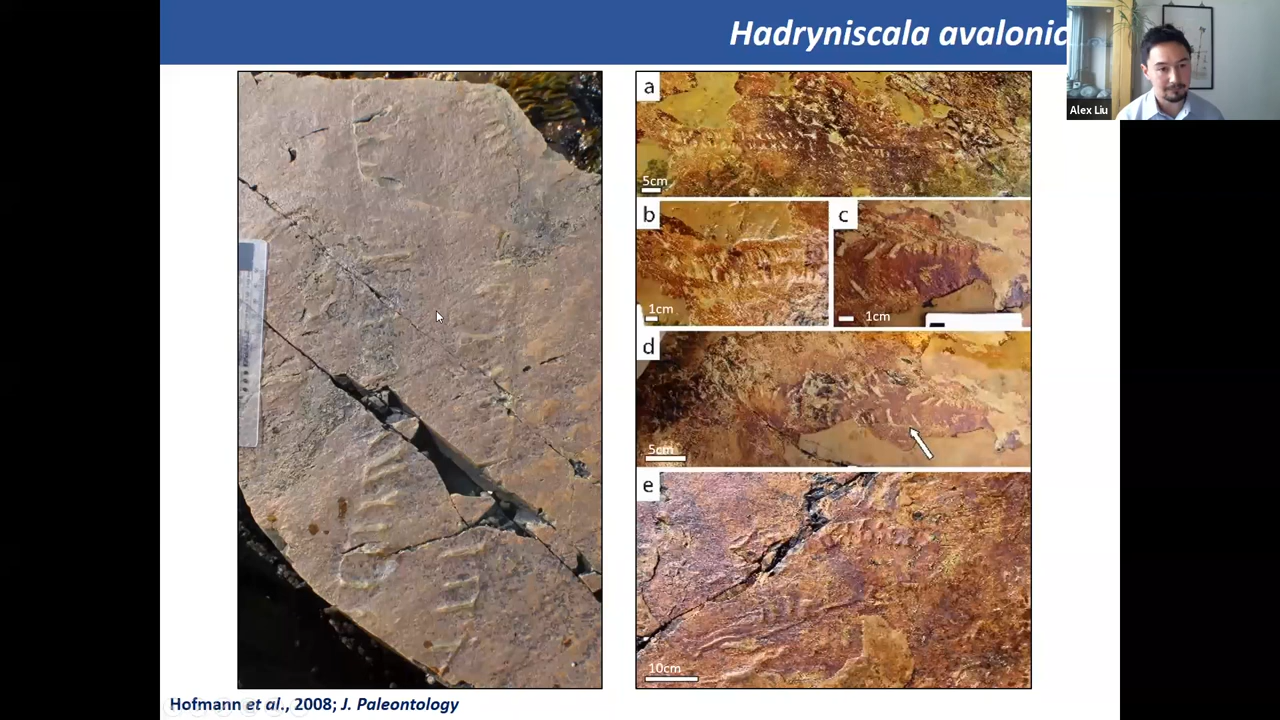 Hadryniscala avalonic
Alex Liu
a
5cm
b
1cm
c
1cm
d
5cm
e
10cm
Hofmann et al., 2008; J. Paleontology